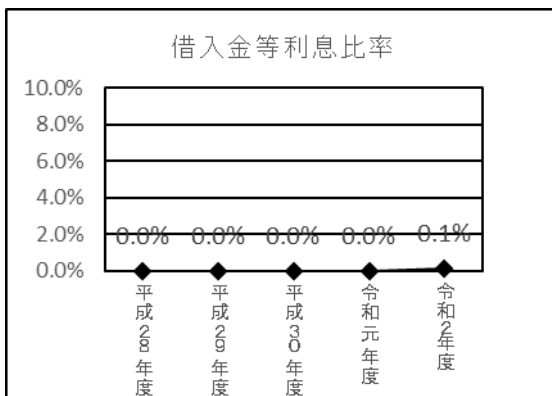 借入金等利息比率
10.0%
8.0%
6.0%
4.0%
2.0%
0.0%
0.0%
0.0%
0.0%
0.0%
0.1%
平成28年度
平成29年度
平成30年度
令和元年度
令和2年度